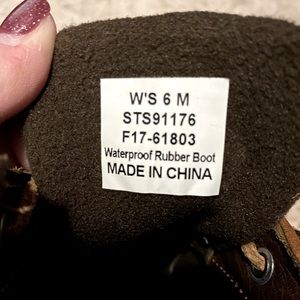 W'S 6 M
STS91176
F17-61803
Waterproof Rubber Boot
MADE IN CHINA